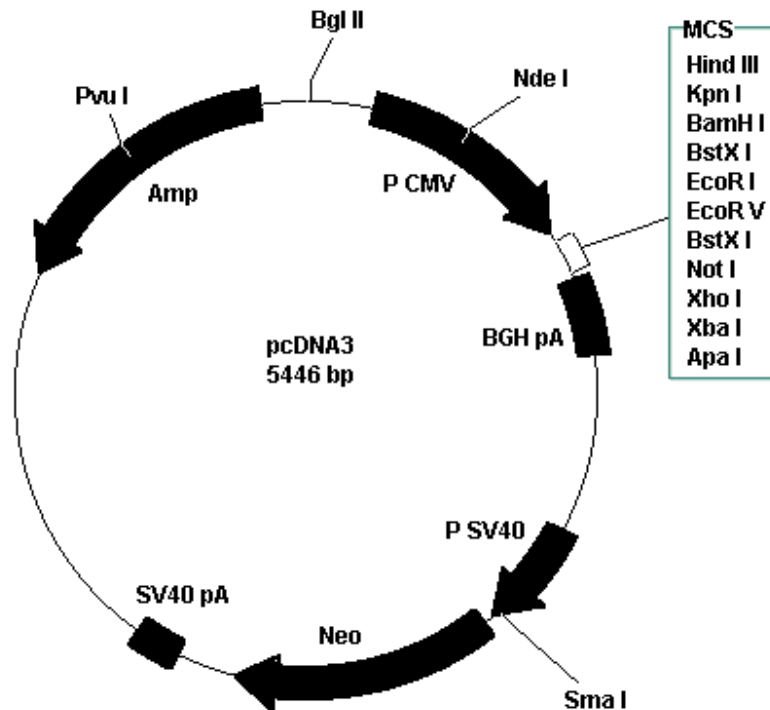 Bgl II
Pvu I
Nde I
Amp
P CMV
MCS
Hind III
Kpn I
BamH I
BstX I
EcoR I
EcoR V
BstX I
Not I
Xho I
Xba I
Apa I
BGH pA
pcDNA3
5446 bp
P SV40
SV40 pA
Neo
Sma I